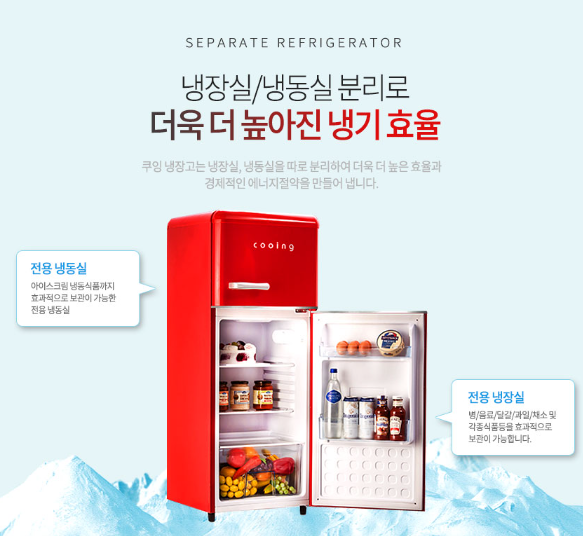 SEPARATE REFRIGERATOR
냉장실/냉동실 분리로
더욱 더 높아진 냉기 효율
쿠잉 냉장고는 냉장실, 냉동실을 따로 분리하여 더욱 더 높은 효율과
경제적인 에너지절약을 만들어 냅니다.
cooing
전용 냉동실
아이스크림 냉동식품까지
효과적으로 보관이 가능한
전용 냉동실
전용 냉장실
병/음료/달걀/과일/채소 및
각종식품등을 효과적으로
보관이 가능합니다.